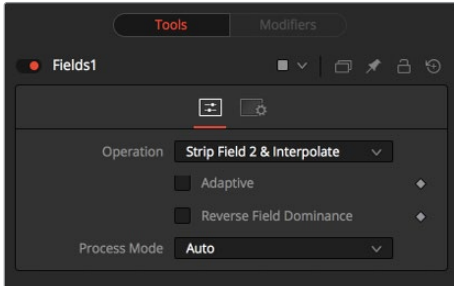 Tools Modifiers
Fields1
Operation Strip Field 2 & Interpolate
Adaptive
Reverse Field Dominance
Process Mode Auto